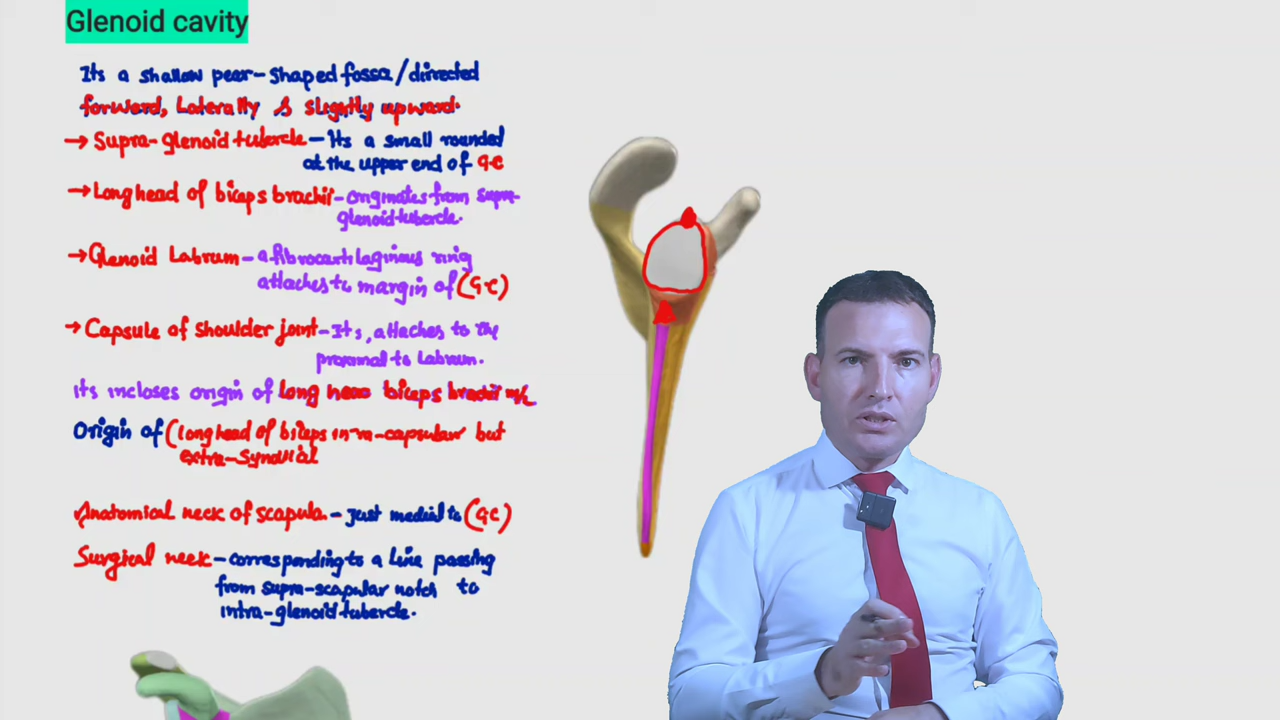 Glenoid cavity
Its a shallow pear-shaped fossa/directed
forward, Laterally & slightly upward.
→ Supra-glenoid tubercle - Its a small rounded
at the upper end of GC
→ Long head of biceps brachii - originates from supra-
glenoid tubercle.
→ Glenoid Labrum - a fibrocartilaginous ring
attaches to margin of (GC)
→ Capsule of shoulder joint - Its, attaches to the
proximal to Labrum.
Its incloses origin of long head biceps brachii
Origin of (long head of biceps intra-capsular but
extra-synovial
Anatomical neck of scapula - just medial to (GC)
Surgical neck - corresponding to a Line passing
from supra-scapular notch to
intra-glenoid tubercle.